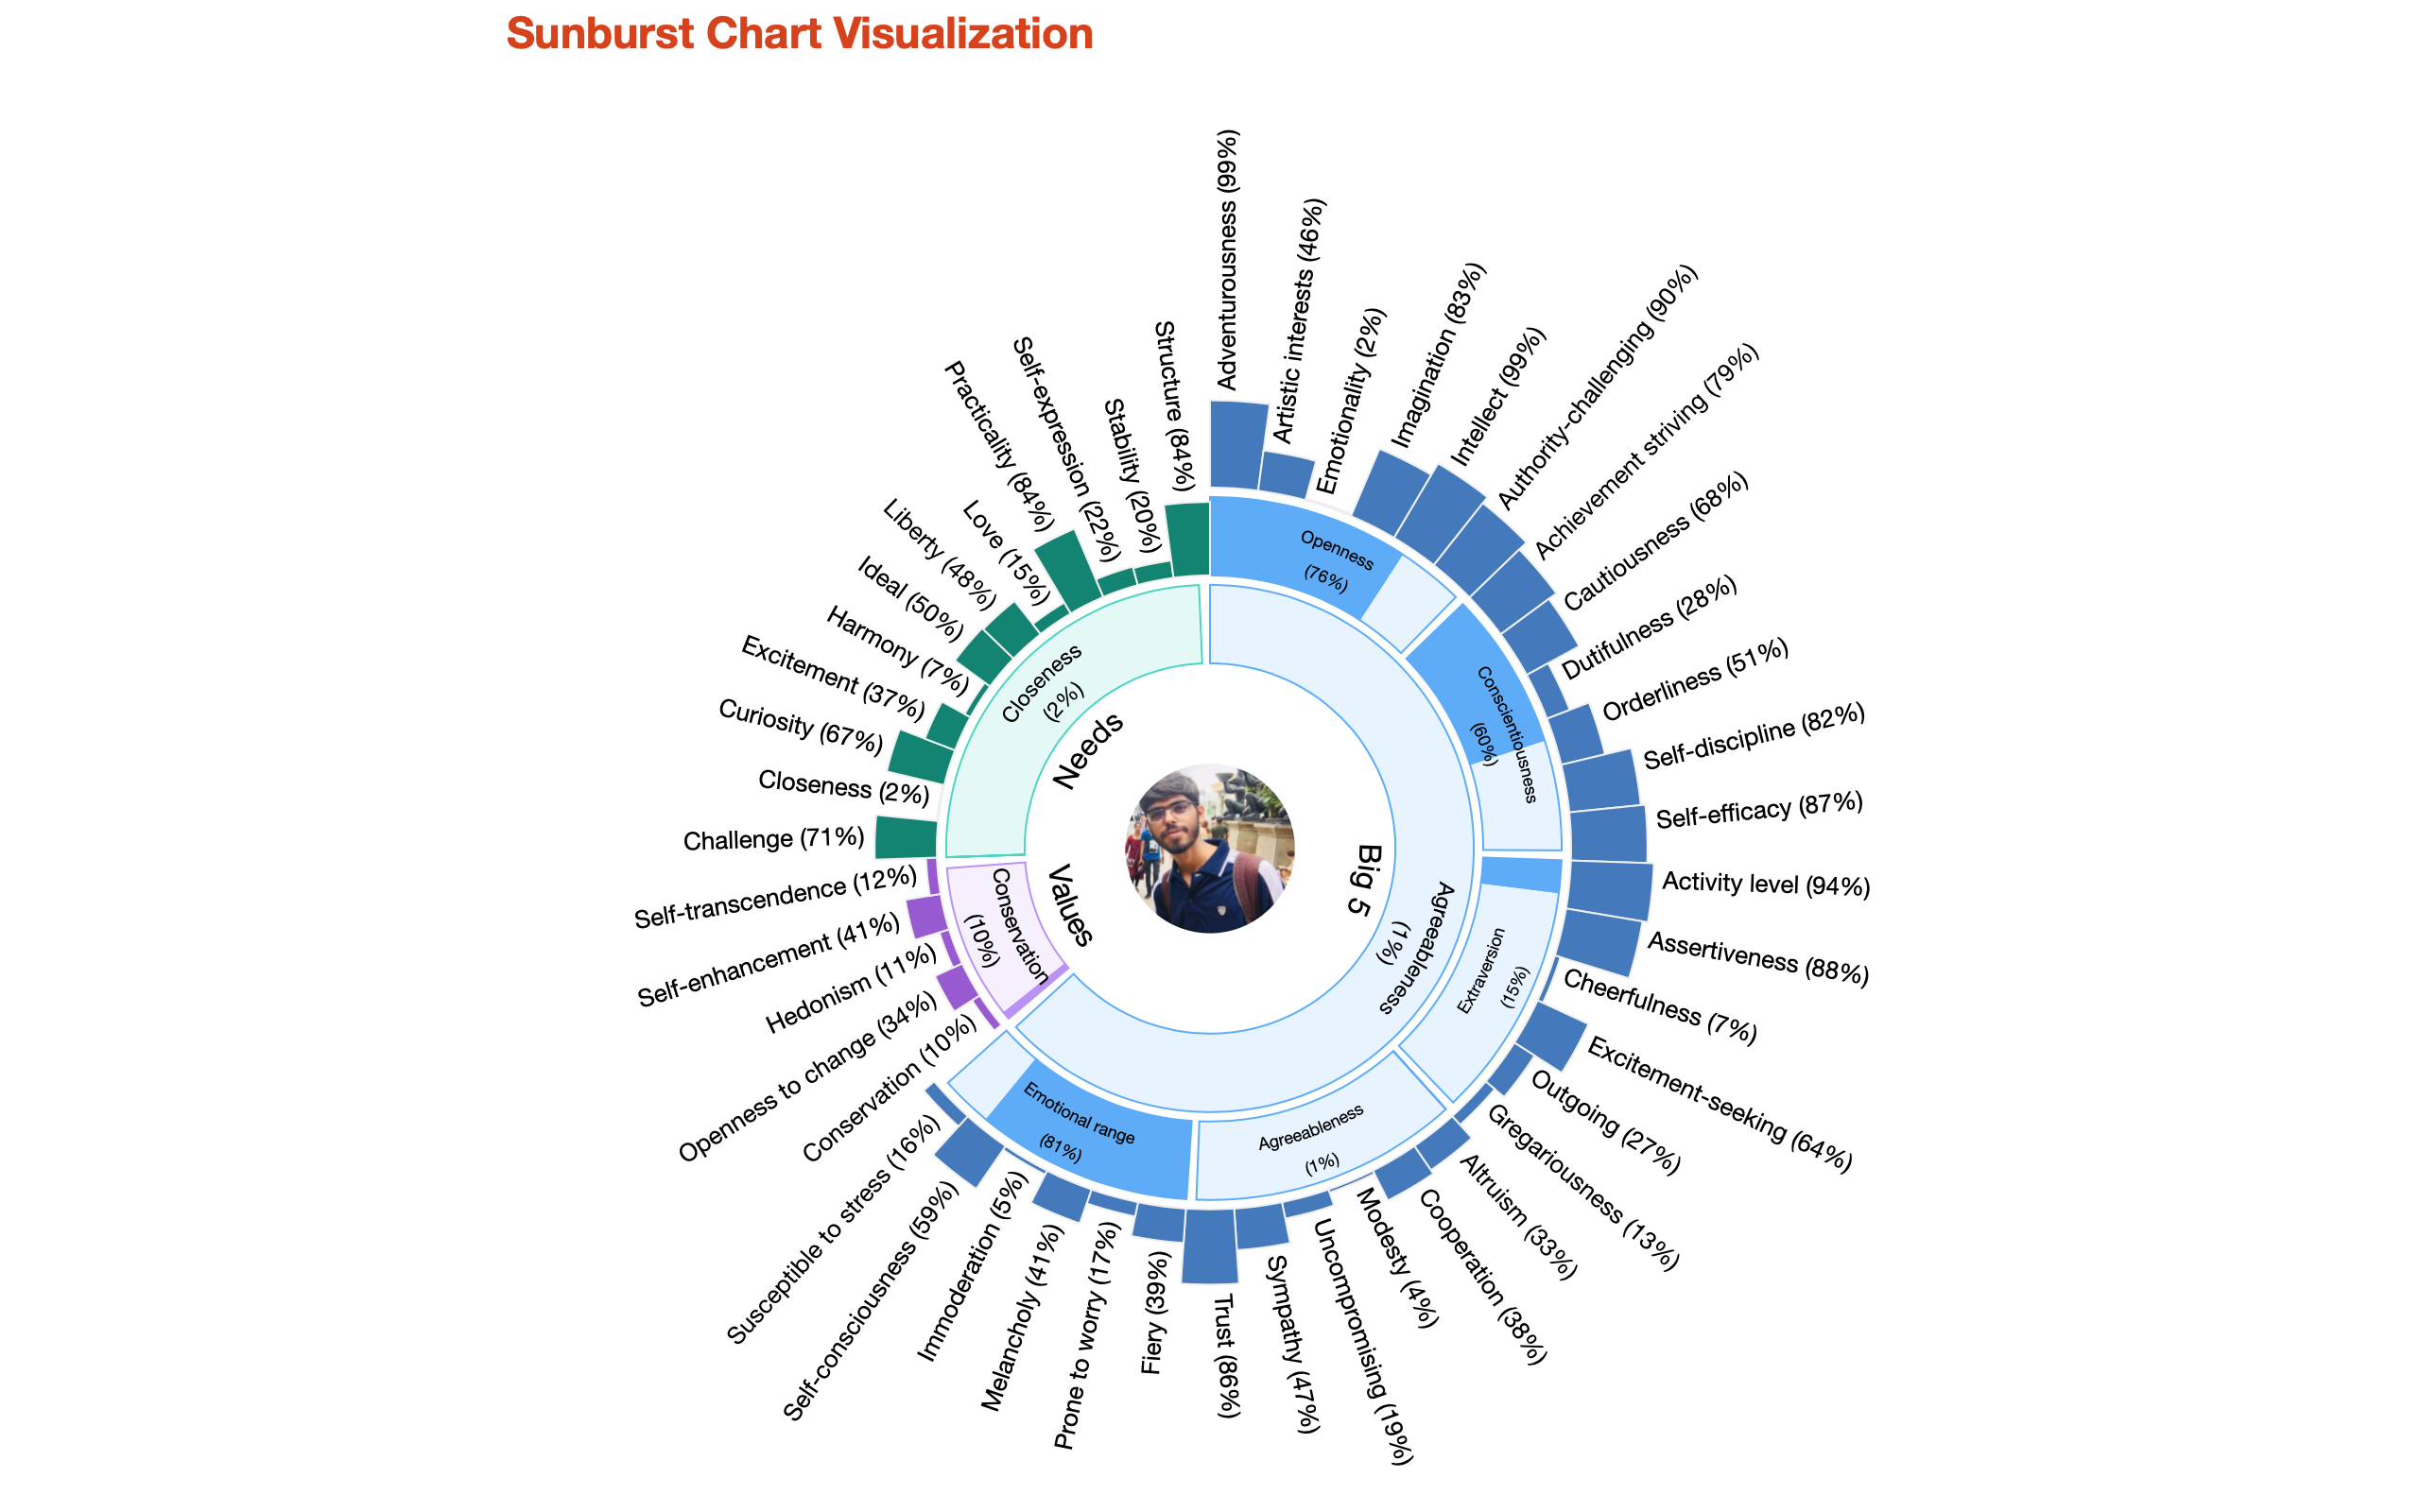 Sunburst Chart Visualization
Adventurousness (99%)
Artistic interests (46%)
Emotionality (2%)
Imagination (83%)
Intellect (99%)
Authority-challenging (90%)
Achievement striving (79%)
Cautiousness (68%)
Dutifulness (28%)
Orderliness (51%)
Self-discipline (82%)
Self-efficacy (87%)
Activity level (94%)
Assertiveness (88%)
Cheerfulness (7%)
Excitement-seeking (64%)
Outgoing (27%)
Gregariousness (13%)
Altruism (33%)
Cooperation (38%)
Modesty (4%)
Uncompromising (19%)
Sympathy (47%)
Trust (86%)
Fiery (39%)
Prone to worry (17%)
Melancholy (41%)
Immoderation (5%)
Self-consciousness (59%)
Susceptible to stress (16%)
Conservation (10%)
Openness to change (34%)
Hedonism (11%)
Self-enhancement (41%)
Self-transcendence (12%)
Challenge (71%)
Closeness (2%)
Curiosity (67%)
Excitement (37%)
Harmony (7%)
Ideal (50%)
Liberty (48%)
Love (15%)
Practicality (84%)
Self-expression (22%)
Stability (20%)
Structure (84%)
Openness
(76%)
Conscientiousness
(60%)
Extraversion
(15%)
Agreeableness
(1%)
Emotional range
(81%)
Conservation
(10%)
Closeness
(2%)
Agreeableness
(1%)
Needs
Values
Big 5